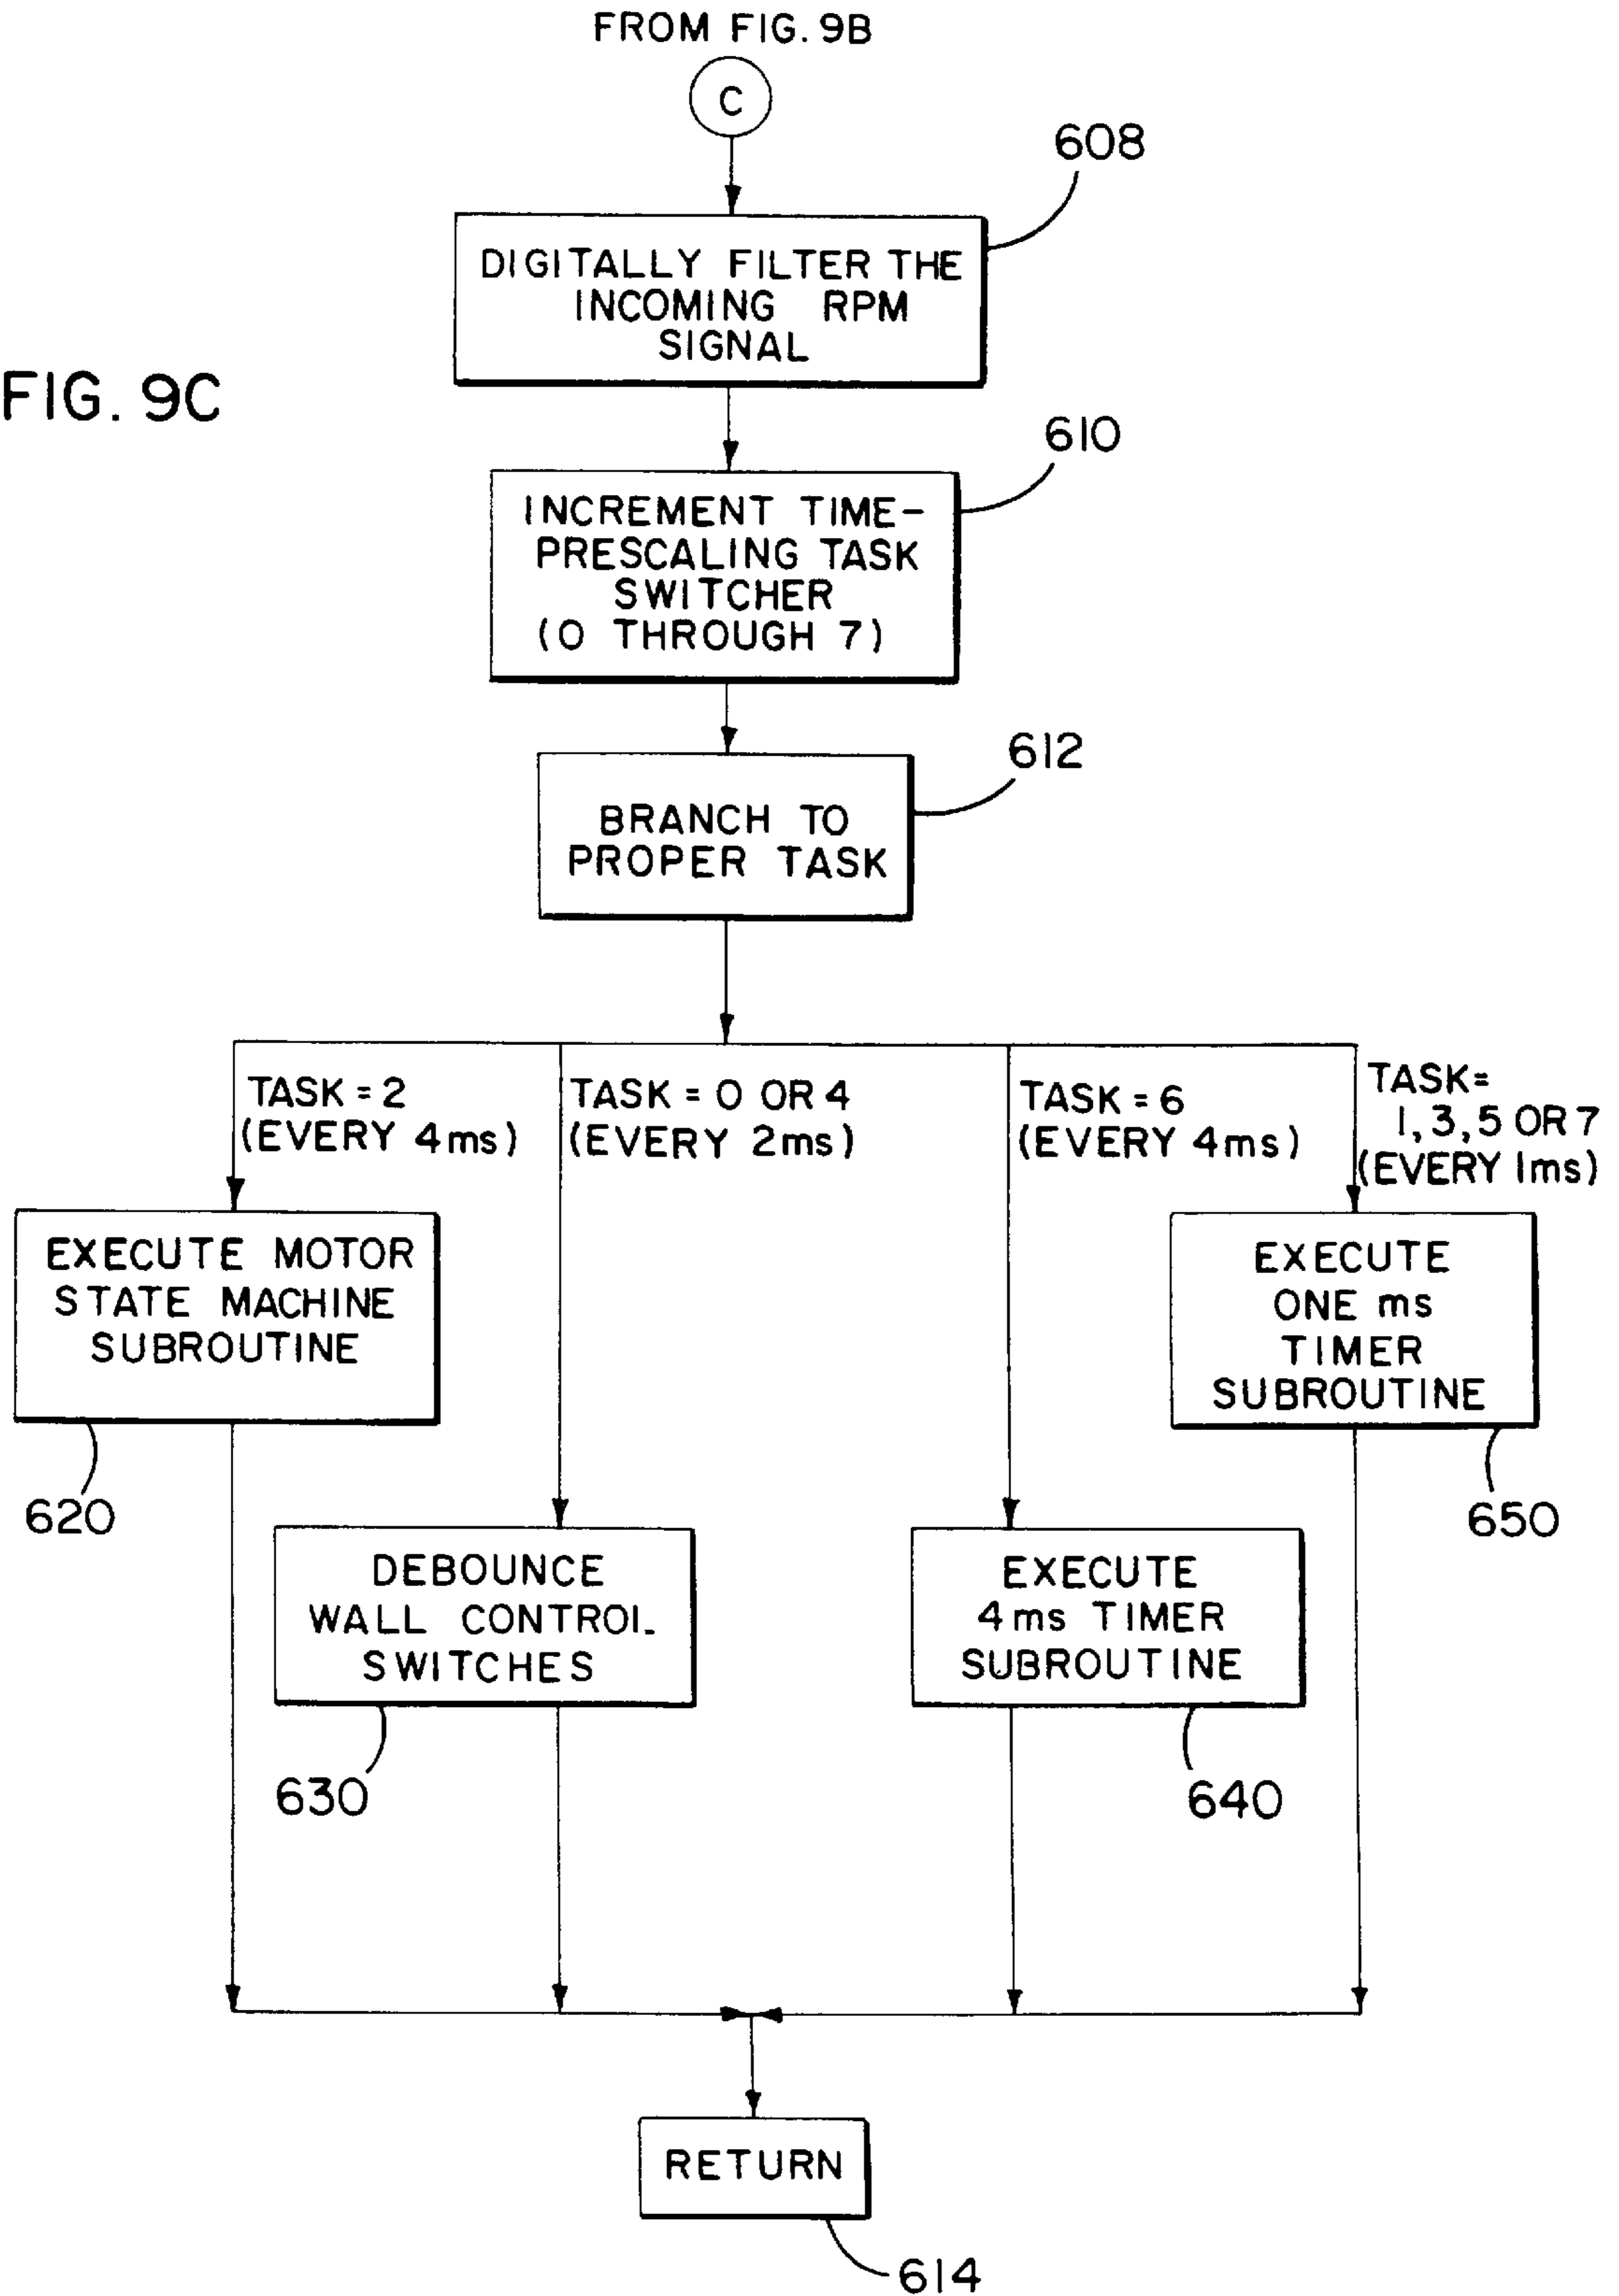 FROM FIG. 9B
C
608
DIGITALLY FILTER THE
INCOMING RPM
SIGNAL
FIG. 9C
610
INCREMENT TIME-
PRESCALING TASK
SWITCHER
(0 THROUGH 7)
612
BRANCH TO
PROPER TASK
TASK = 2
(EVERY 4ms)
TASK = 0 OR 4
(EVERY 2ms)
TASK = 6
(EVERY 4ms)
TASK=
1, 3, 5 OR 7
(EVERY 1ms)
EXECUTE MOTOR
STATE MACHINE
SUBROUTINE
620
EXECUTE
ONE ms
TIMER
SUBROUTINE
650
DEBOUNCE
WALL CONTROL
SWITCHES
630
EXECUTE
4ms TIMER
SUBROUTINE
640
RETURN
614